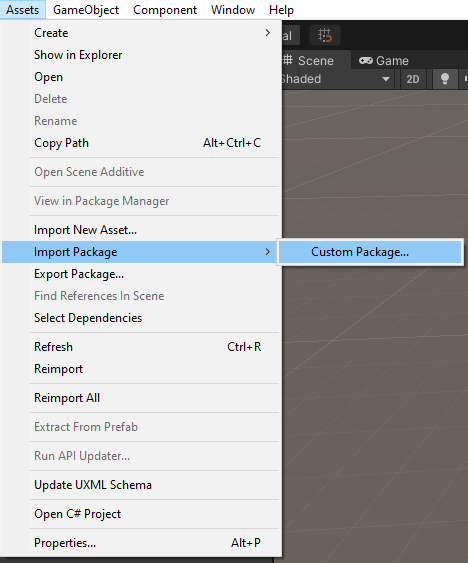 Assets GameObject Component Window Help
Create
Show in Explorer
Open
Delete
Rename
Copy Path Alt+Ctrl+C
Open Scene Additive
View in Package Manager
Import New Asset...
Import Package
Custom Package...
Export Package...
Find References In Scene
Select Dependencies
Refresh Ctrl+R
Reimport
Reimport All
Extract From Prefab
Run API Updater...
Update UXML Schema
Open C# Project
Properties... Alt+P
al
Scene Game
Shaded 2D